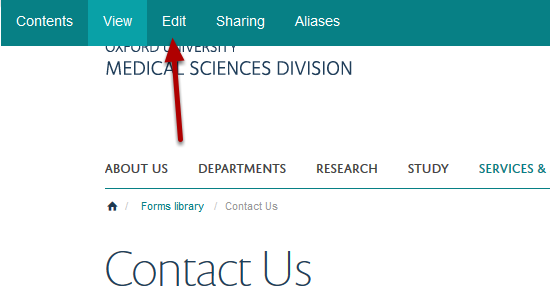 Contents View Edit Sharing Aliases
OXFORD UNIVERSITY
MEDICAL SCIENCES DIVISION
ABOUT US DEPARTMENTS RESEARCH STUDY SERVICES &
/ Forms library / Contact Us
Contact Us